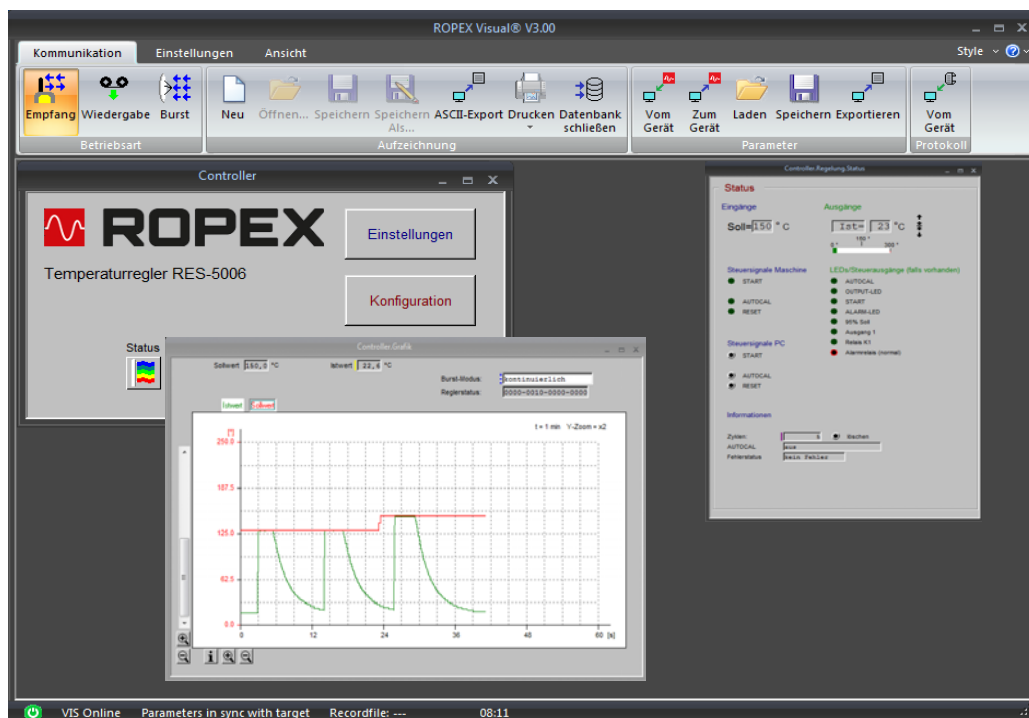 ROPEX Visual® V3.00
Kommunikation Einstellungen Ansicht Style
Empfang Wiedergabe Burst Neu Öffnen... Speichern Speichern Als... ASCII-Export Drucken Datenbank schließen Vom Gerät Zum Gerät Laden Speichern Exportieren Vom Gerät
Betriebsart Aufzeichnung Parameter Protokoll
Controller
ROPEX
Temperaturregler RES-5006
Einstellungen
Konfiguration
Status
Controller.Grafik
Sollwert 150,0 °C Istwert 22,6 °C
Burst-Modus: kontinuierlich
Reglerstatus: 0000-0010-0000-0000
Istwert Sollwert
t = 1 min Y-Zoom = x2
[°]
250.0
187.5
125.0
62.5
0.0
0 12 24 36 48 60 [s]
Controller.Regelung.Status
Status
Eingänge Ausgänge
Soll= 150 °C Ist= 23 °C
0° 150° 300°
Steuersignale Maschine LEDs/Steuerausgänge (falls vorhanden)
START AUTOCAL
OUTPUT-LED
AUTOCAL START
RESET ALARM-LED
95% Soll
Ausgang 1
Steuersignale PC Relais K1
START Alarmrelais (normal)
AUTOCAL
RESET
Informationen
Zyklen: löschen
AUTOCAL aus
Fehlerstatus kein Fehler
VIS Online Parameters in sync with target Recordfile: --- 08:11